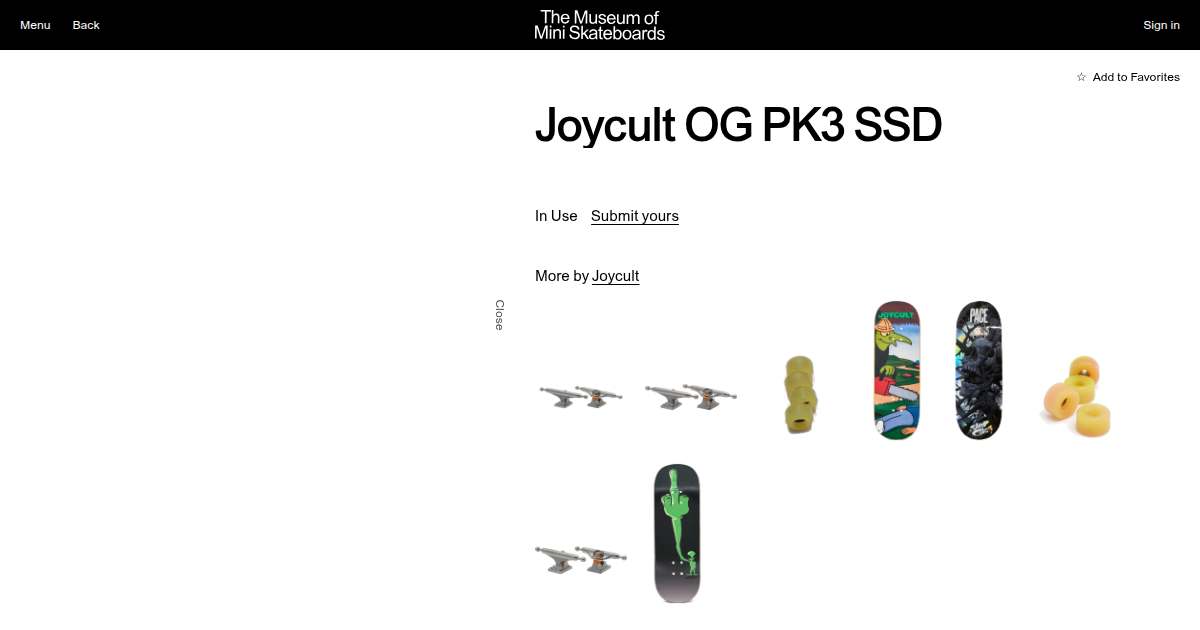 Menu
Back
The Museum of
Mini Skateboards
Sign in
☆ Add to Favorites
Joycult OG PK3 SSD
In Use
Submit yours
More by Joycult
Close
JOYCULT
PACE